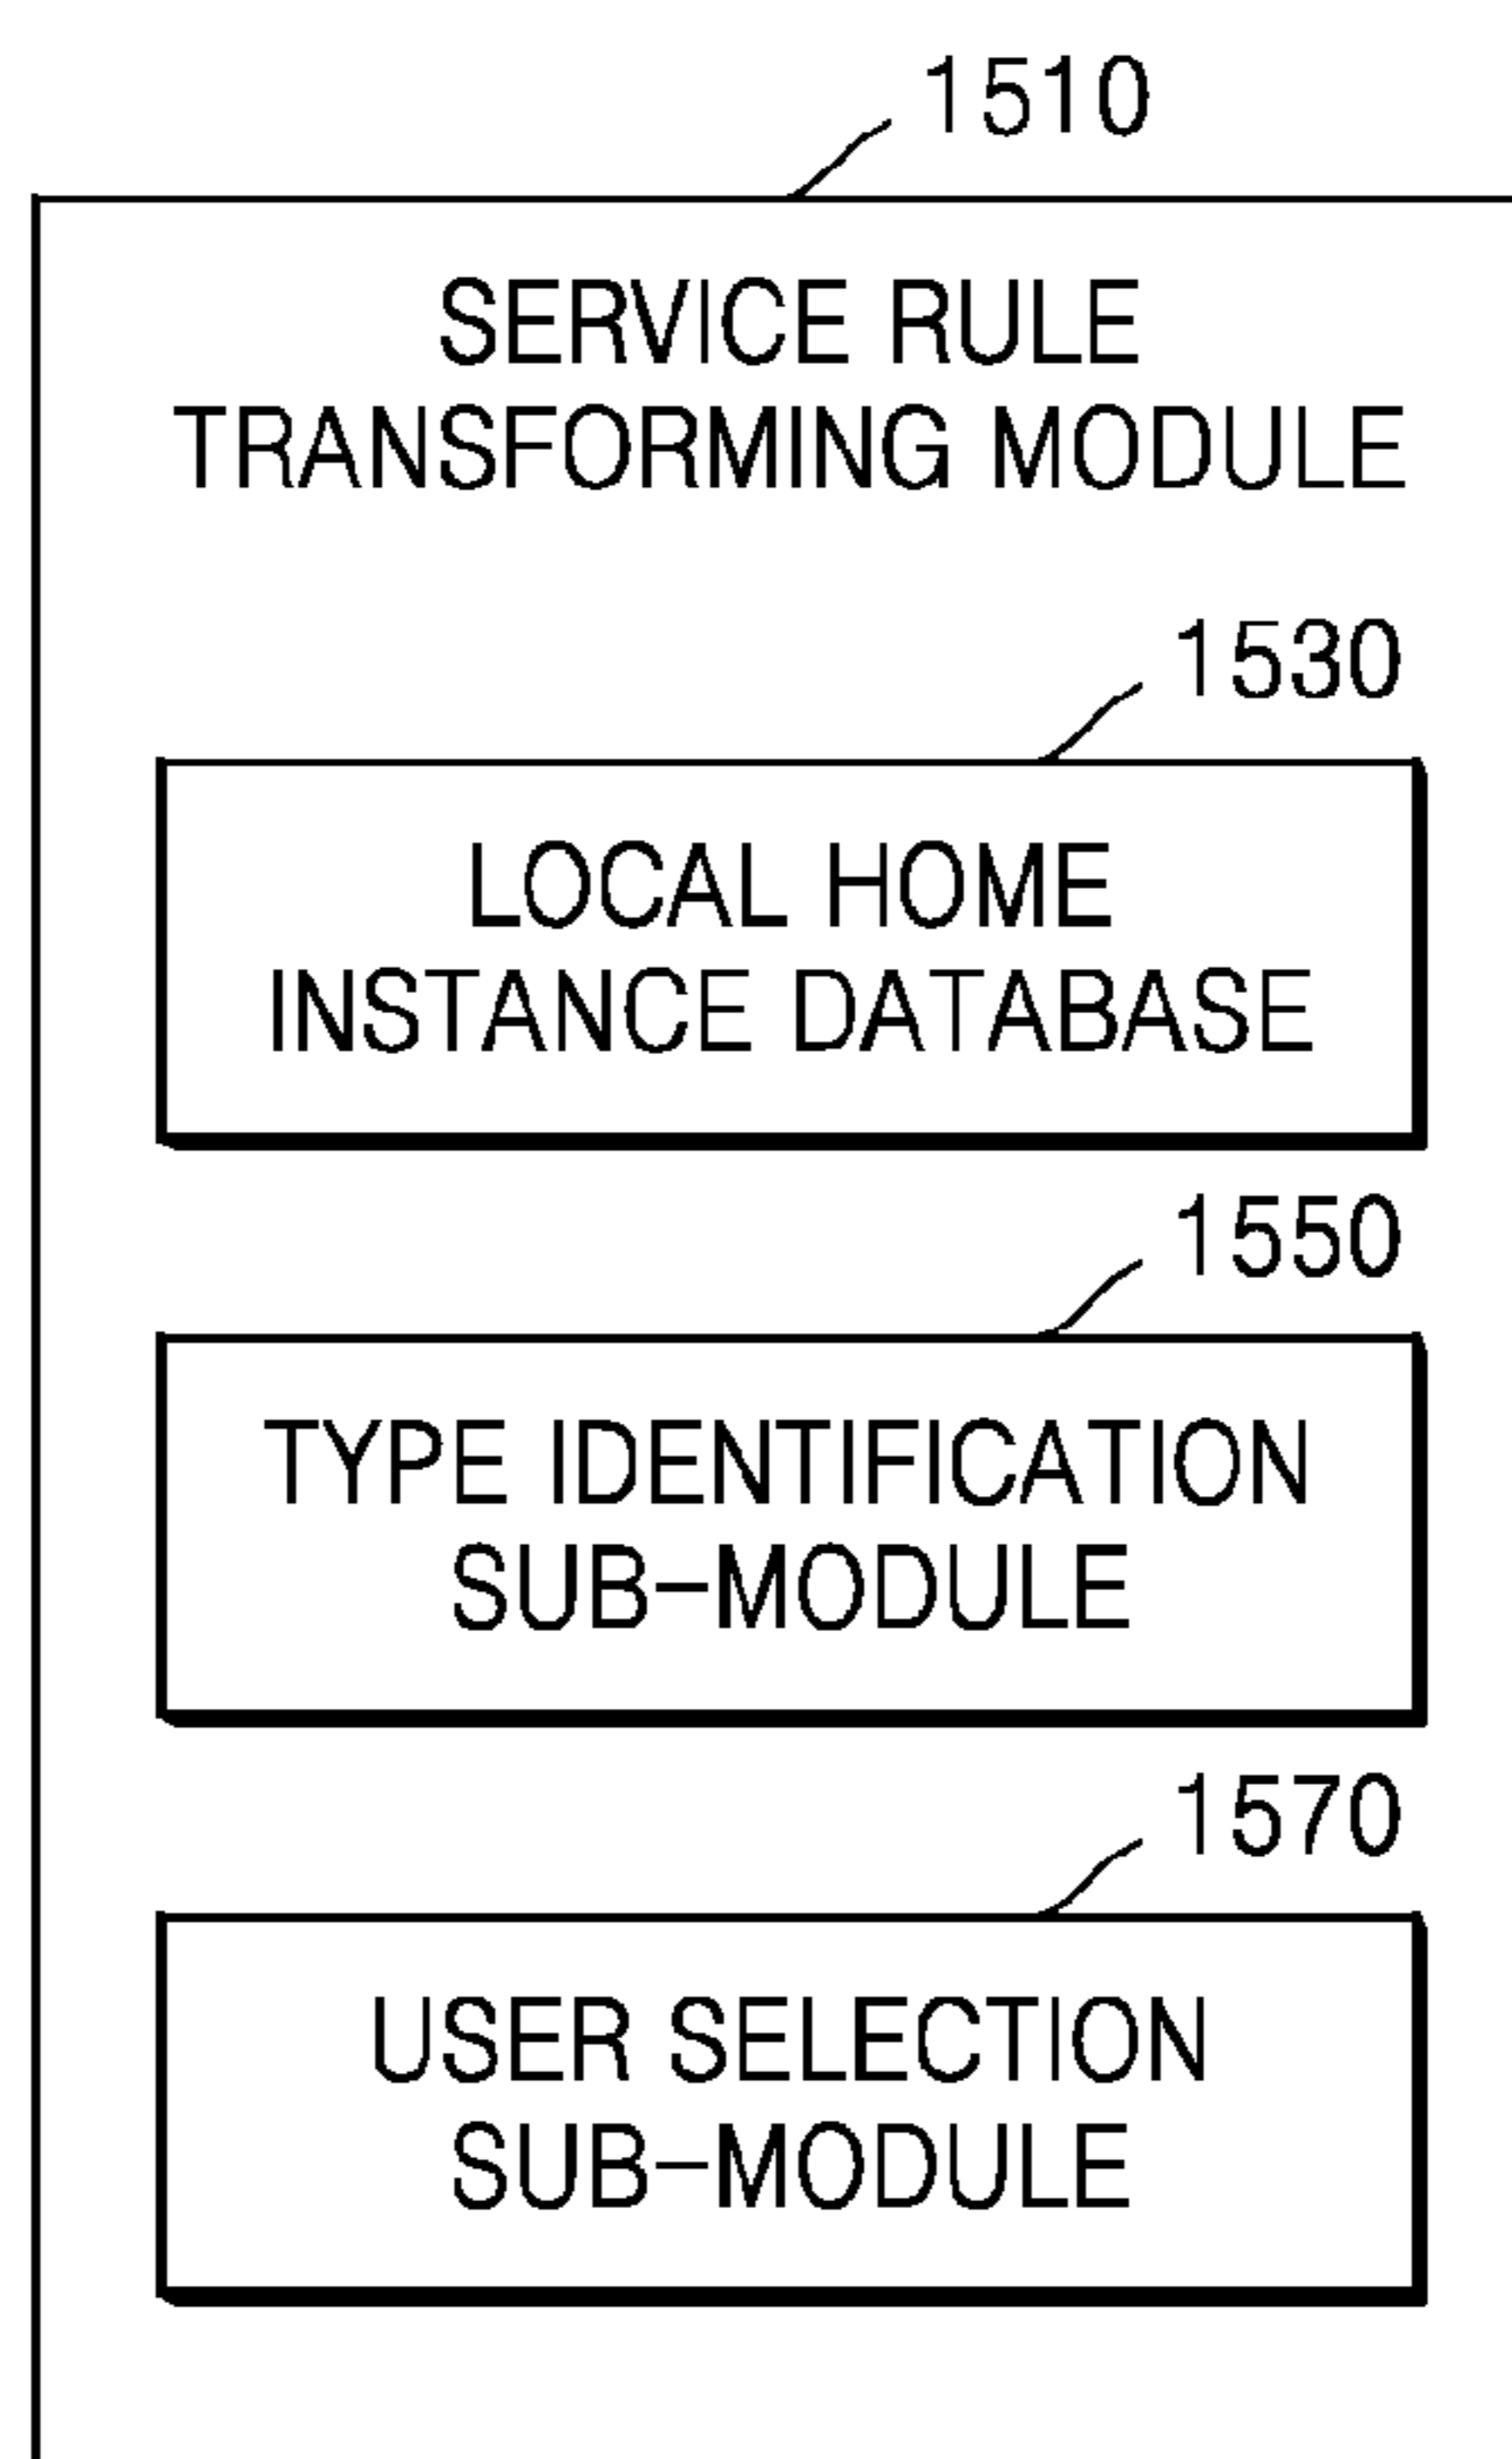 1510
SERVICE RULE
TRANSFORMING MODULE
1530
LOCAL HOME
INSTANCE DATABASE
1550
TYPE IDENTIFICATION
SUB-MODULE
1570
USER SELECTION
SUB-MODULE